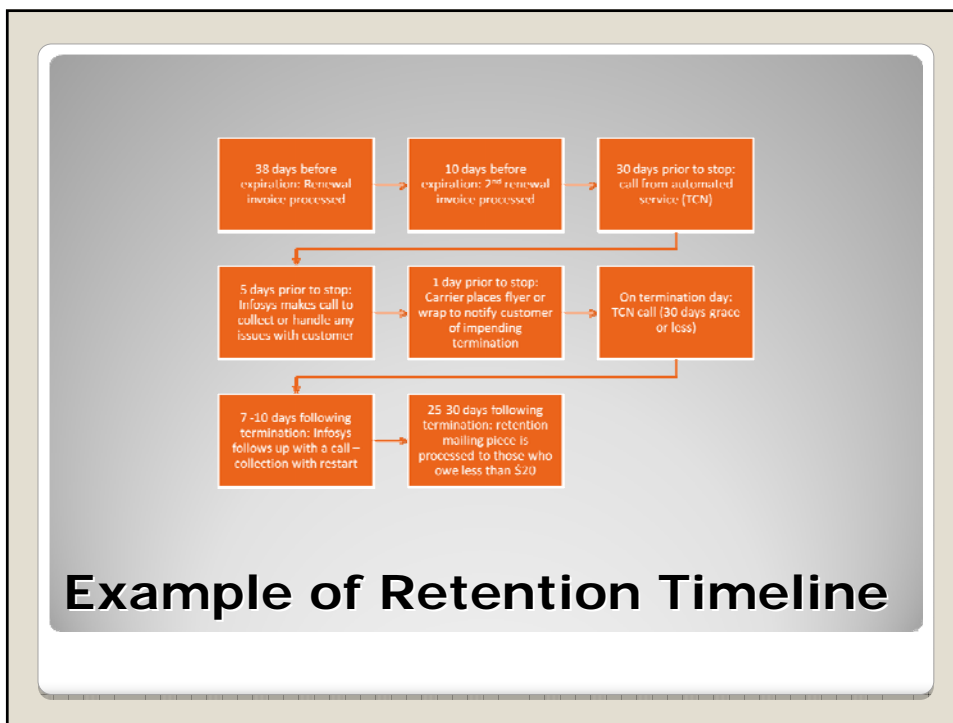 38 days before
expiration: Renewal
invoice processed
10 days before
expiration: 2nd renewal
invoice processed
30 days prior to stop:
call from automated
service (TCN)
5 days prior to stop:
Infosys makes call to
collect or handle any
issues with customer
1 day prior to stop:
Carrier places flyer or
wrap to notify customer
of impending
termination
On termination day:
TCN call (30 days grace
or less)
7 -10 days following
termination: Infosys
follows up with a call –
collection with restart
25-30 days following
termination: retention
mailing piece is
processed to those who
owe less than $20
Example of Retention Timeline